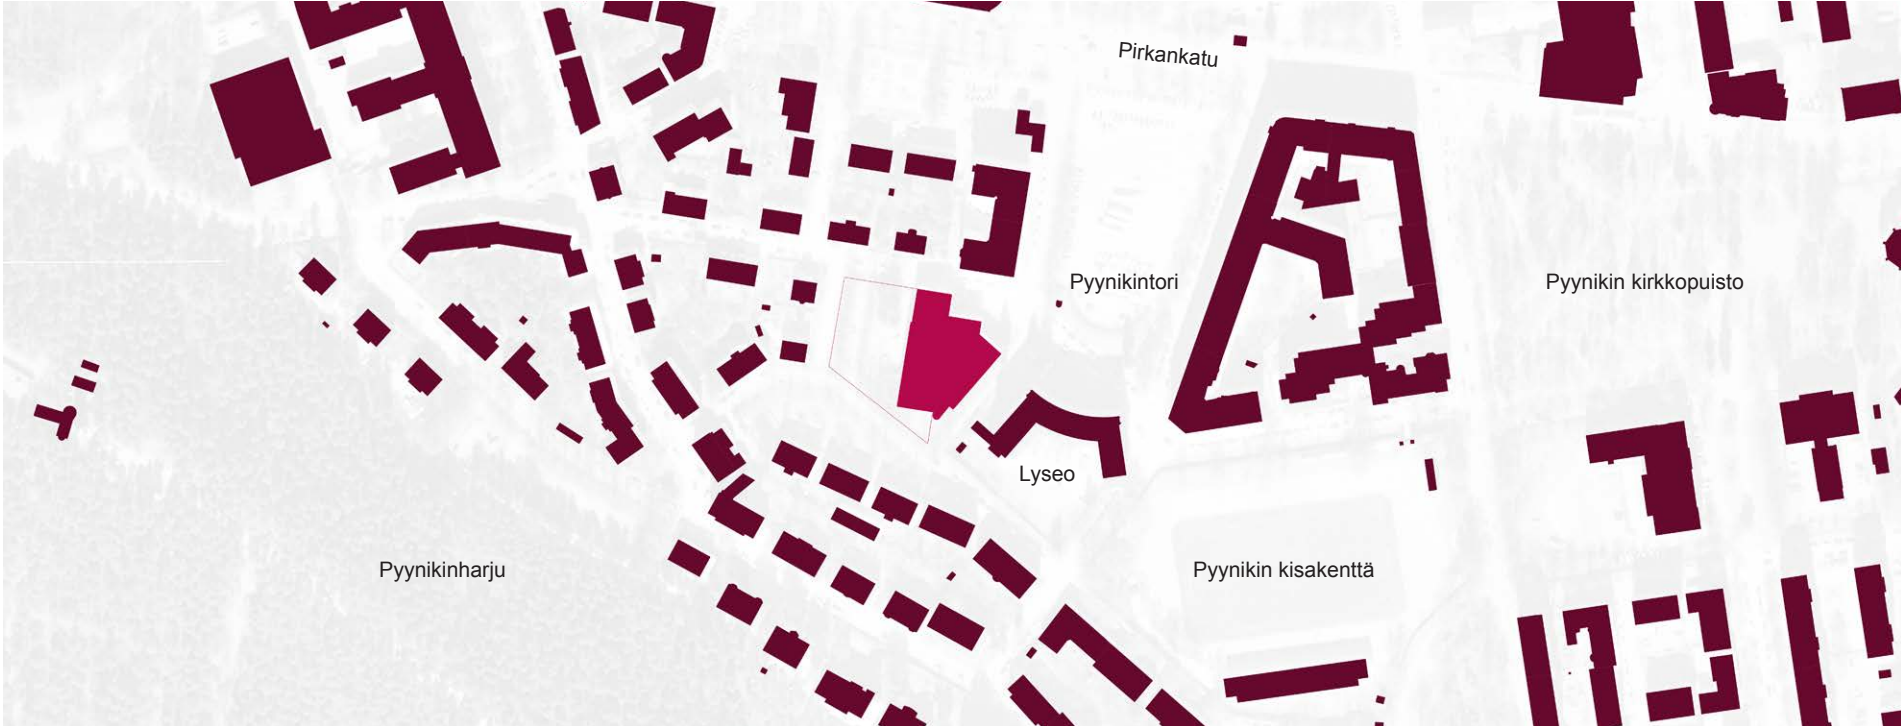 Pirkankatu
Pyynikintori
Pyynikin kirkkopuisto
Lyseo
Pyynikinharju
Pyynikin kisakenttä